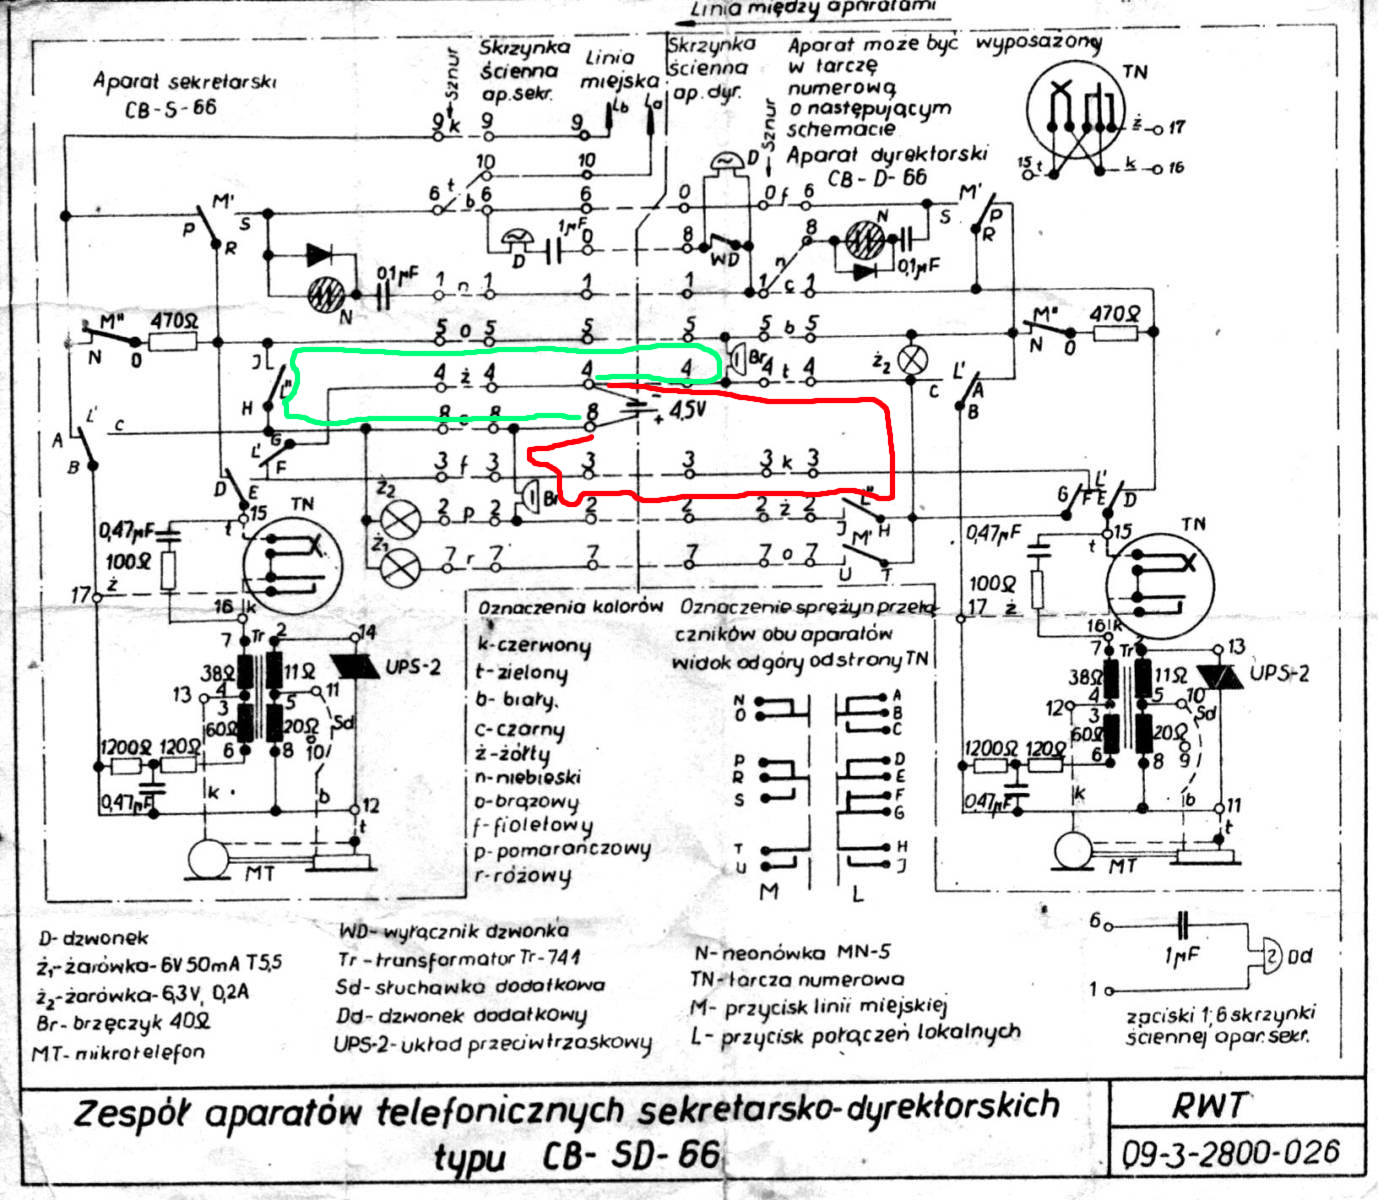 Linia między aparatami
Aparat sekretarski
CB-S-66
Sznur
Skrzynka
ścienna
ap.sekr.
Linia
miejska
Lb
La
Skrzynka
ścienna
ap.dyr.
Sznur
Aparat może być wyposażony
w tarczę
numerową
o następującym
schemacie
Aparat dyrektorski
CB-D-66
TN
ż 17
15 t
k 16
9 k 9 9
10 10
t
6 b 6 6 0 0 f 6
M'
P
R
S
D 1μF 0 8
D
WD
n 8
N
0,1μF
S
M'
P
R
N
0,1μF
1 n 1 1 1 1 c 1
M" 470Ω
N O
5 o 5 5 5 5 b 5
M" 470Ω
N O
J
L"
H
4 ż 4 4 4 Br 4 t 4
ż2
C
L'
A
B
- + 4,5V
8 c 8 8
A
L'
B
c
G
L'
F
3 f 3 3 3 3 k 3
D
E
TN
15
t
ż2
2 p 2 Br 2 2 2 ż 2
J L" H
G F L' E D
ż1
7 r 7 7 7 7 o 7
M'
U T
0,47μF
100Ω
17 ż
16 k
7 Tr 2 14
38Ω 11Ω UPS-2
13 4 5 11
3
60Ω 20Ω Sd
6 8 10
1200Ω 120Ω
0,47μF
k b 12
t
MT
15
t
TN
0,47μF
100Ω
17 ż
16 k
7 Tr 2 13
38Ω 11Ω UPS-2
12 4 5 10
3 Sd
60Ω 20Ω
6 8 9
1200Ω 120Ω
0,47μF
k b 11
t
MT
Oznaczenia kolorów
k-czerwony
t-zielony
b-biały.
c-czarny
ż-żółty
n-niebieski
o-brązowy
f-fioletowy
p-pomarańczowy
r-różowy
Oznaczenie sprężyn przełą
czników obu aparatów
widok od góry od strony TN
N
O
P
R
S
T
U
M
A
B
C
D
E
F
G
H
J
L
D-dzwonek
ż1-żarówka-6V 50mA T5,5
ż2-żarówka-6,3V, 0,2A
Br-brzęczyk 40Ω
MT-mikrotelefon
WD-wyłącznik dzwonka
Tr-transformator Tr-741
Sd-słuchawka dodatkowa
Dd-dzwonek dodatkowy
UPS-2-układ przeciwtrzaskowy
N-neonówka MN-5
TN-tarcza numerowa
M-przycisk linii miejskiej
L-przycisk połączeń lokalnych
6
1μF
2 Dd
1
zaciski 1;6 skrzynki
ściennej apar. sekr.
Zespół aparatów telefonicznych sekretarsko-dyrektorskich
typu CB-SD-66
RWT
09-3-2800-026